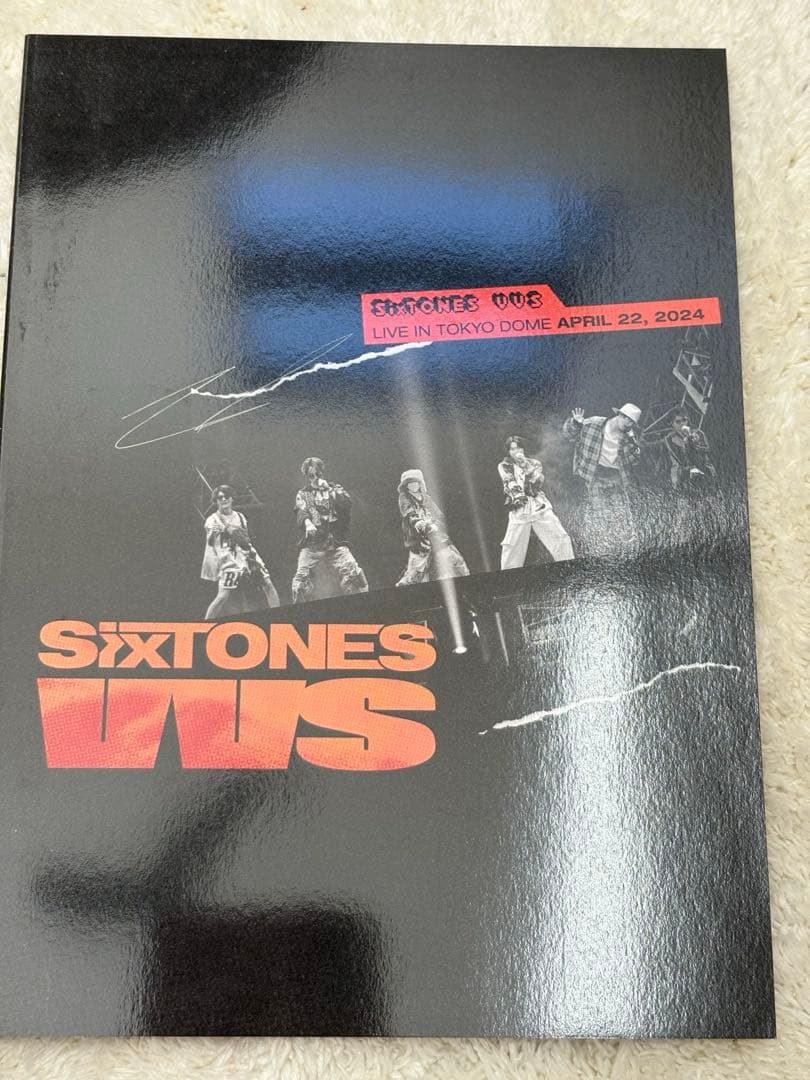 SixTONES VVS
LIVE IN TOKYO DOME APRIL 22, 2024
SixTONES
VVS